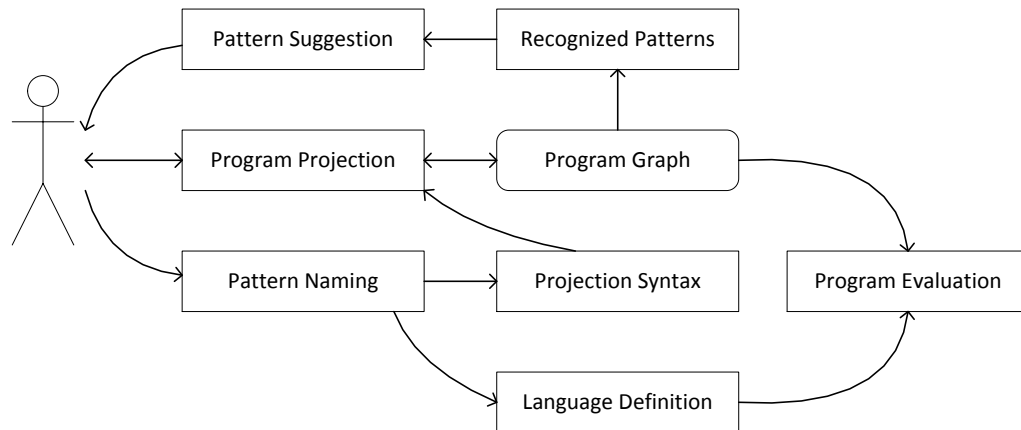 Pattern Suggestion
Recognized Patterns
Program Projection
Program Graph
Pattern Naming
Projection Syntax
Program Evaluation
Language Definition